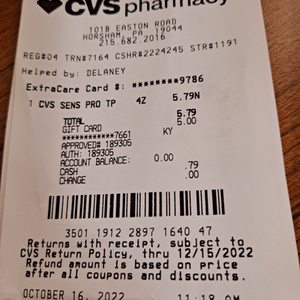 CVS pharmacy
101B EASTON ROAD
HORSHAM, PA 19044
215 682 2016
REG#04 TRN#7164 CSHR#2224245 STR#1191
Helped by: DELANEY
ExtraCare Card #: ********9786
1 CVS SENS PRO TP 4Z 5.79N
TOTAL 5.79
GIFT CARD 5.00
************7661 KY
APPROVED# 189305
AUTH: 189305
ACCOUNT BALANCE: 0.00
CASH .79
CHANGE .00
3501 1912 2897 1640 47
Returns with receipt, subject to
CVS Return Policy, thru 12/15/2022
Refund amount is based on price
after all coupons and discounts.
OCTOBER 16, 2022 11:18 AM